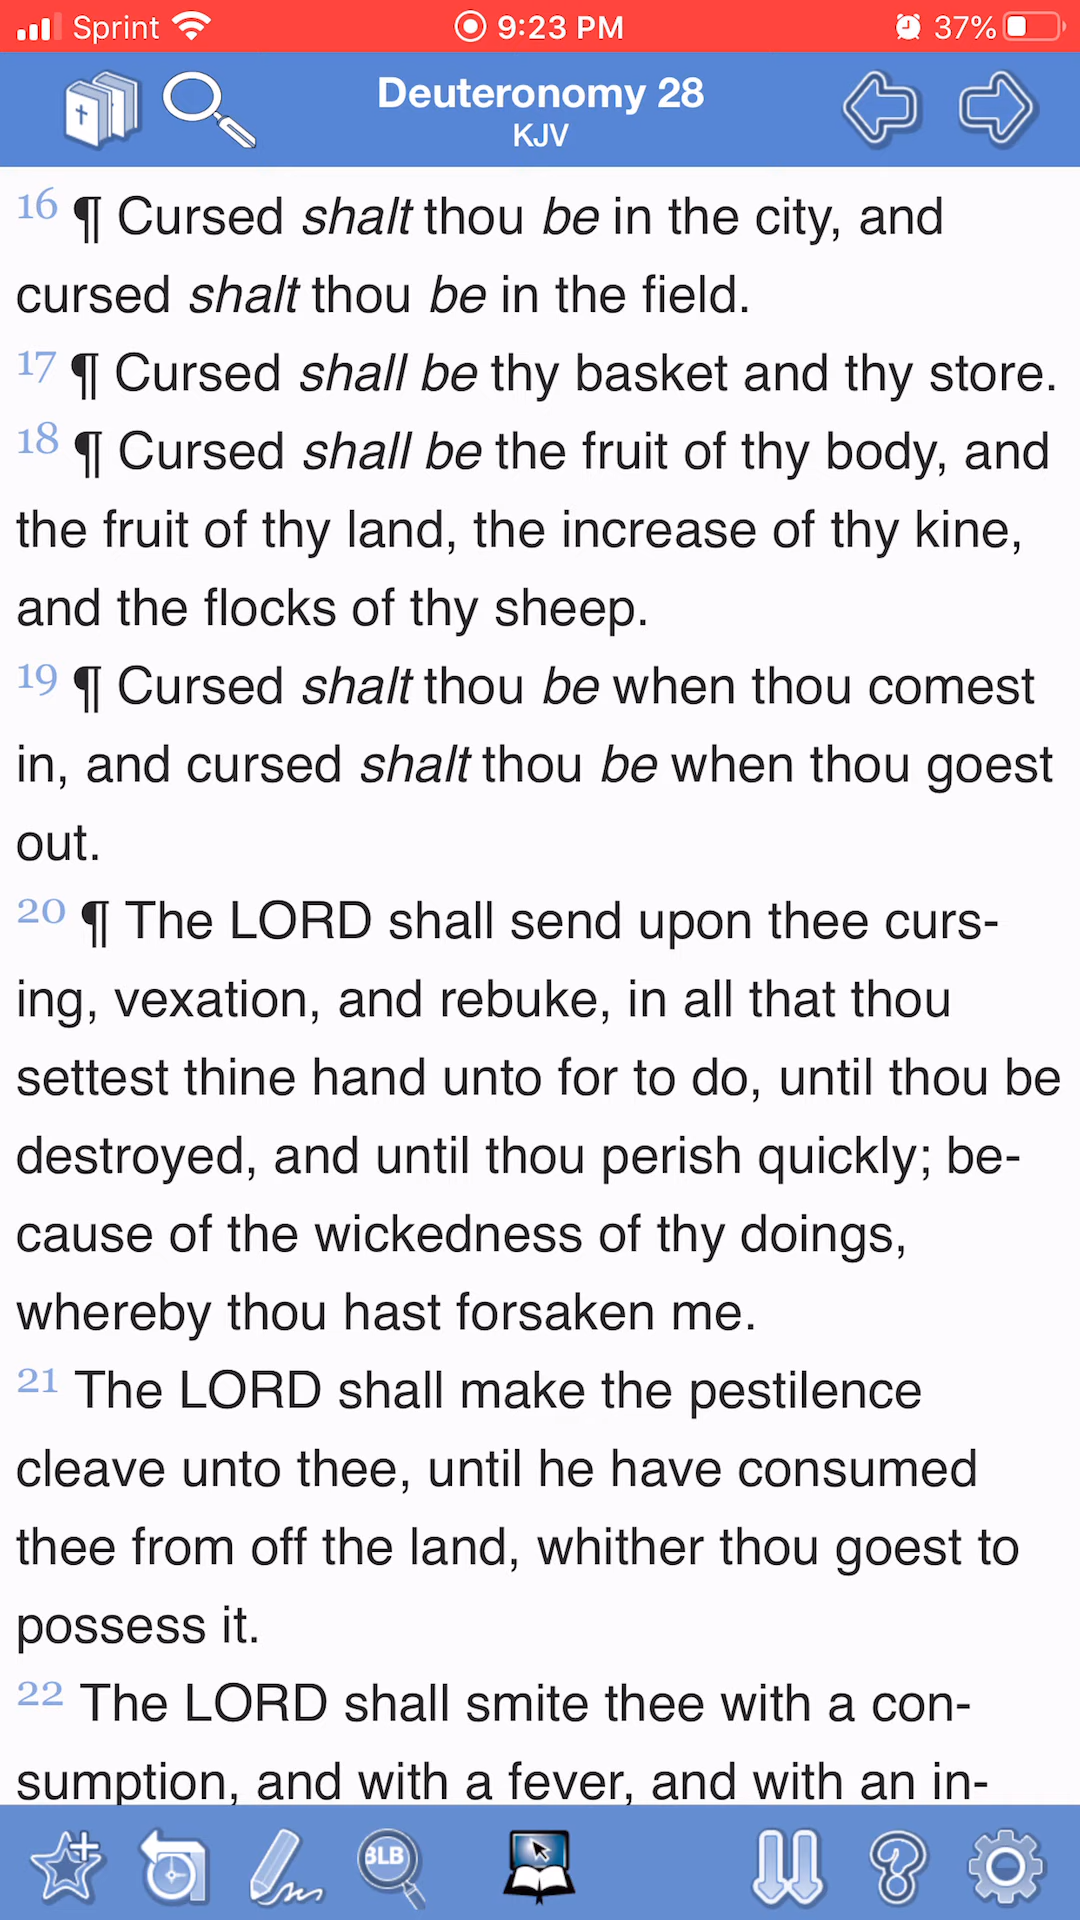 Sprint 9:23 PM 37%
Deuteronomy 28
KJV
16 ¶ Cursed shalt thou be in the city, and
cursed shalt thou be in the field.
17 ¶ Cursed shall be thy basket and thy store.
18 ¶ Cursed shall be the fruit of thy body, and
the fruit of thy land, the increase of thy kine,
and the flocks of thy sheep.
19 ¶ Cursed shalt thou be when thou comest
in, and cursed shalt thou be when thou goest
out.
20 ¶ The LORD shall send upon thee curs-
ing, vexation, and rebuke, in all that thou
settest thine hand unto for to do, until thou be
destroyed, and until thou perish quickly; be-
cause of the wickedness of thy doings,
whereby thou hast forsaken me.
21 The LORD shall make the pestilence
cleave unto thee, until he have consumed
thee from off the land, whither thou goest to
possess it.
22 The LORD shall smite thee with a con-
sumption, and with a fever, and with an in-
BLB